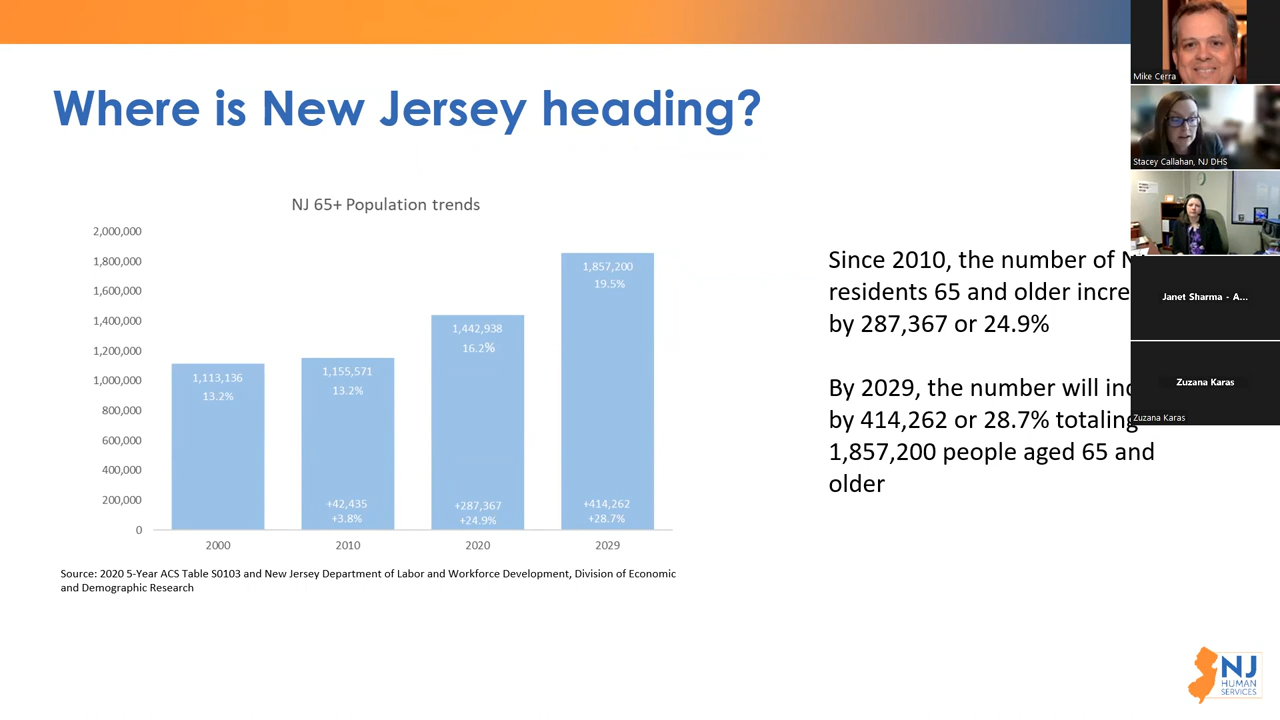 Where is New Jersey heading?
NJ 65+ Population trends
2,000,000
1,800,000
1,600,000
1,400,000
1,200,000
1,000,000
800,000
600,000
400,000
200,000
0
1,113,136
13.2%
1,155,571
13.2%
+42,435
+3.8%
1,442,938
16.2%
+287,367
+24.9%
1,857,200
19.5%
+414,262
+28.7%
2000 2010 2020 2029
Source: 2020 5-Year ACS Table S0103 and New Jersey Department of Labor and Workforce Development, Division of Economic
and Demographic Research
Since 2010, the number of
residents 65 and older incre
by 287,367 or 24.9%
By 2029, the number will inc
by 414,262 or 28.7% totaling
1,857,200 people aged 65 and
older
Mike Cerra
Stacey Callahan, NJ DHS
Janet Sharma - A...
Zuzana Karas
Zuzana Karas
NJ
HUMAN
SERVICES